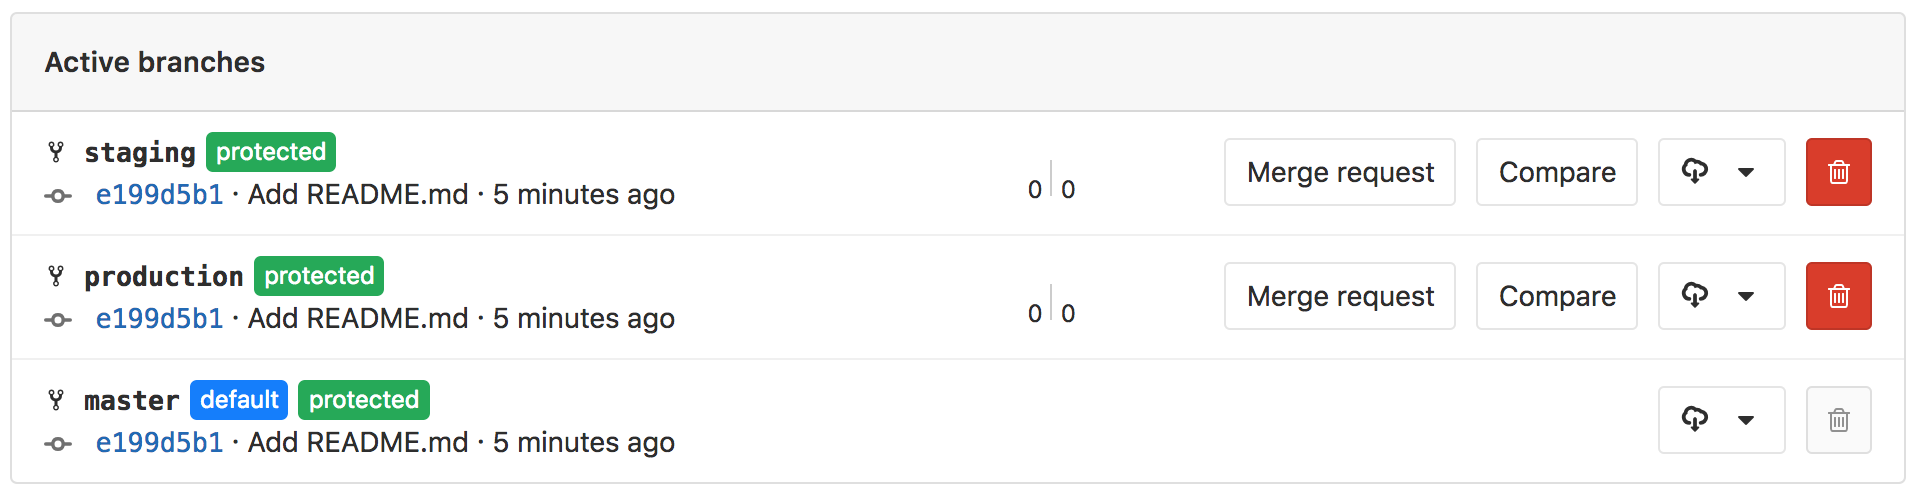 Active branches
staging protected
e199d5b1 · Add README.md · 5 minutes ago
0 0 Merge request Compare
production protected
e199d5b1 · Add README.md · 5 minutes ago
0 0 Merge request Compare
master default protected
e199d5b1 · Add README.md · 5 minutes ago